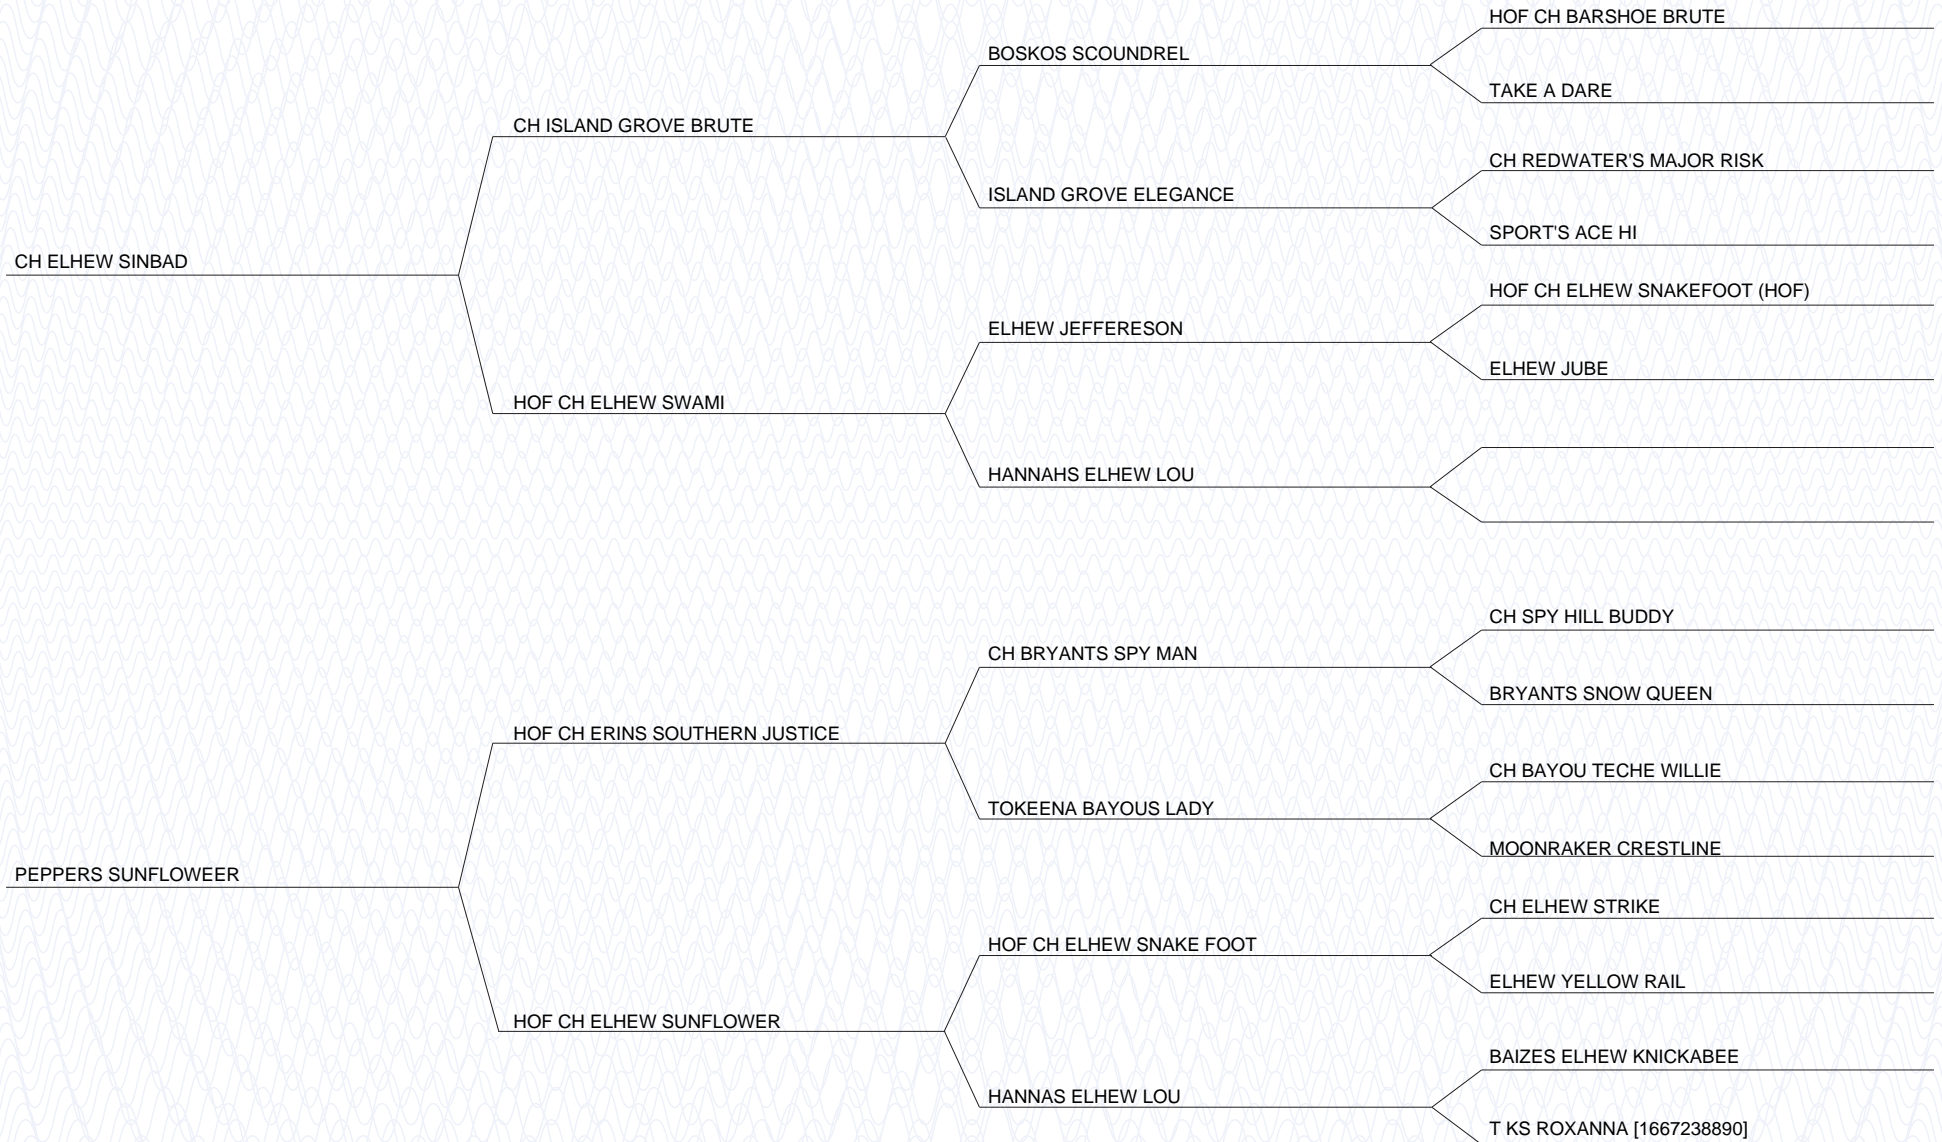 HOF CH BARSHOE BRUTE
BOSKOS SCOUNDREL
TAKE A DARE
CH ISLAND GROVE BRUTE
CH REDWATER'S MAJOR RISK
ISLAND GROVE ELEGANCE
SPORT'S ACE HI
CH ELHEW SINBAD
HOF CH ELHEW SNAKEFOOT (HOF)
ELHEW JEFFERESON
ELHEW JUBE
HOF CH ELHEW SWAMI
HANNAHS ELHEW LOU
CH SPY HILL BUDDY
CH BRYANTS SPY MAN
BRYANTS SNOW QUEEN
HOF CH ERINS SOUTHERN JUSTICE
CH BAYOU TECHE WILLIE
TOKEENA BAYOUS LADY
MOONRAKER CRESTLINE
PEPPERS SUNFLOWEER
CH ELHEW STRIKE
HOF CH ELHEW SNAKE FOOT
ELHEW YELLOW RAIL
HOF CH ELHEW SUNFLOWER
BAIZES ELHEW KNICKABEE
HANNAS ELHEW LOU
T KS ROXANNA [1667238890]